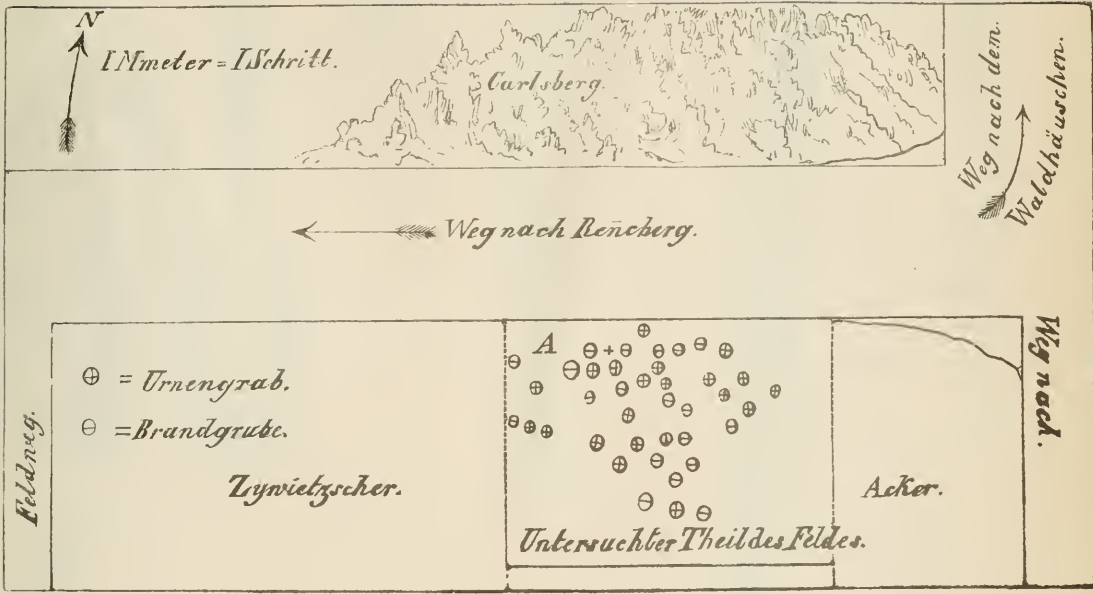 N
1 Mmeter = 1 Schritt.
Carlsberg.
Weg nach dem
Waldhäuschen.
Weg nach Reñeberg.
A
⊕ = Urnengrab.
⊖ = Brandgrube.
Feldweg.
Zywietzscher.
Acker.
Weg nach.
Untersuchter Theil des Feldes.